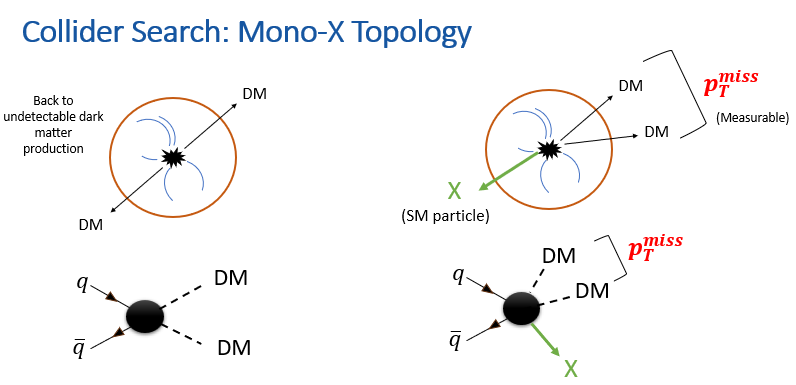 Collider Search: Mono-X Topology
Back to
undetectable dark
matter
production
DM
DM
DM
DM
p_T^miss
(Measurable)
X
(SM particle)
q
q̄
DM
DM
q
q̄
DM
DM
p_T^miss
X